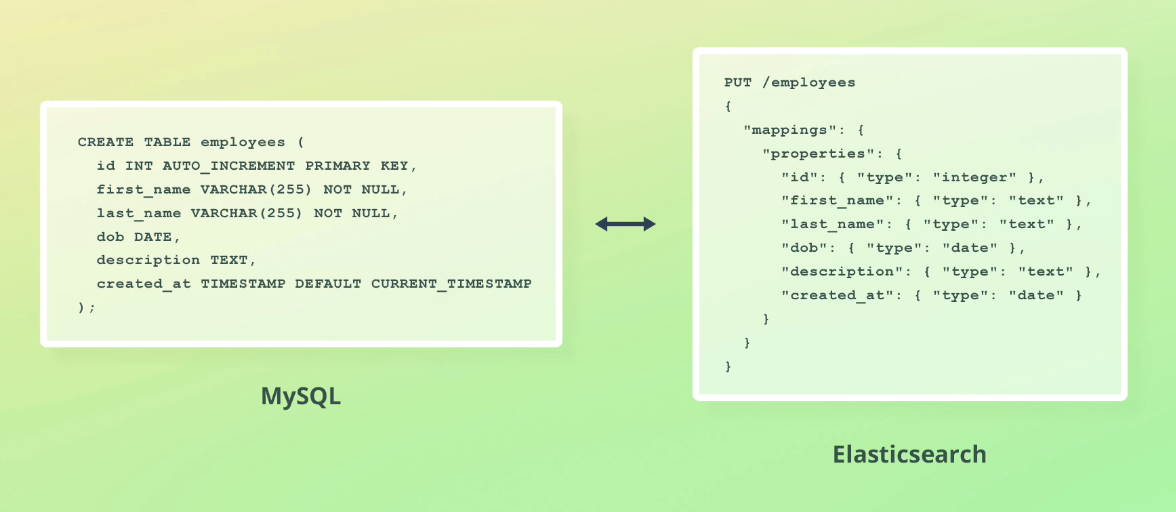 CREATE TABLE employees (
  id INT AUTO_INCREMENT PRIMARY KEY,
  first_name VARCHAR(255) NOT NULL,
  last_name VARCHAR(255) NOT NULL,
  dob DATE,
  description TEXT,
  created_at TIMESTAMP DEFAULT CURRENT_TIMESTAMP
);
MySQL
PUT /employees
{
  "mappings": {
    "properties": {
      "id": { "type": "integer" },
      "first_name": { "type": "text" },
      "last_name": { "type": "text" },
      "dob": { "type": "date" },
      "description": { "type": "text" },
      "created_at": { "type": "date" }
    }
  }
}
Elasticsearch